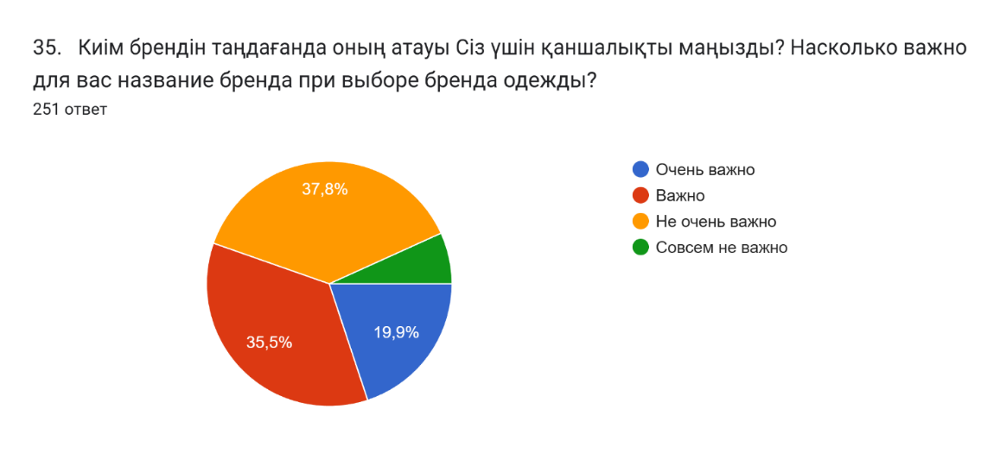 35. Киім брендін таңдағанда оның атауы Сіз үшін қаншалықты маңызды? Насколько важно
для вас название бренда при выборе бренда одежды?
251 ответ
37,8%
35,5%
19,9%
Очень важно
Важно
Не очень важно
Совсем не важно